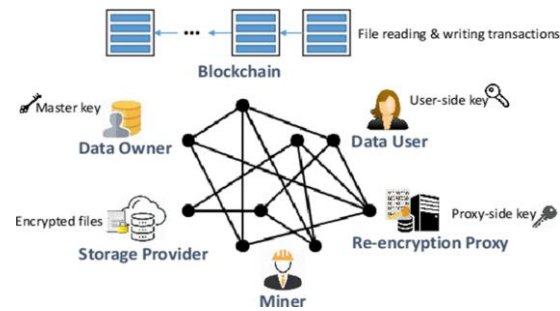 ...
File reading & writing transactions
Blockchain
Master key
User-side key
Data Owner
Data User
Encrypted files
Proxy-side key
Storage Provider
Re-encryption Proxy
Miner